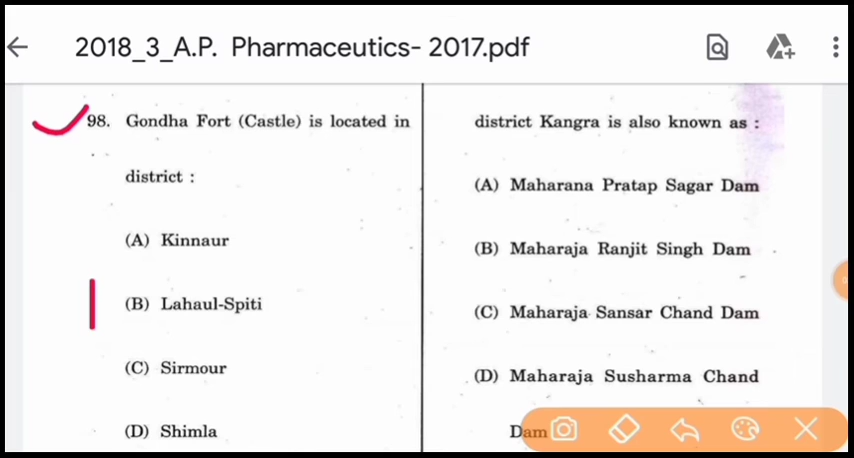 2018_3_A.P. Pharmaceutics- 2017.pdf
98. Gondha Fort (Castle) is located in
district :
(A) Kinnaur
(B) Lahaul-Spiti
(C) Sirmour
(D) Shimla
district Kangra is also known as :
(A) Maharana Pratap Sagar Dam
(B) Maharaja Ranjit Singh Dam
(C) Maharaja Sansar Chand Dam
(D) Maharaja Susharma Chand
Dam